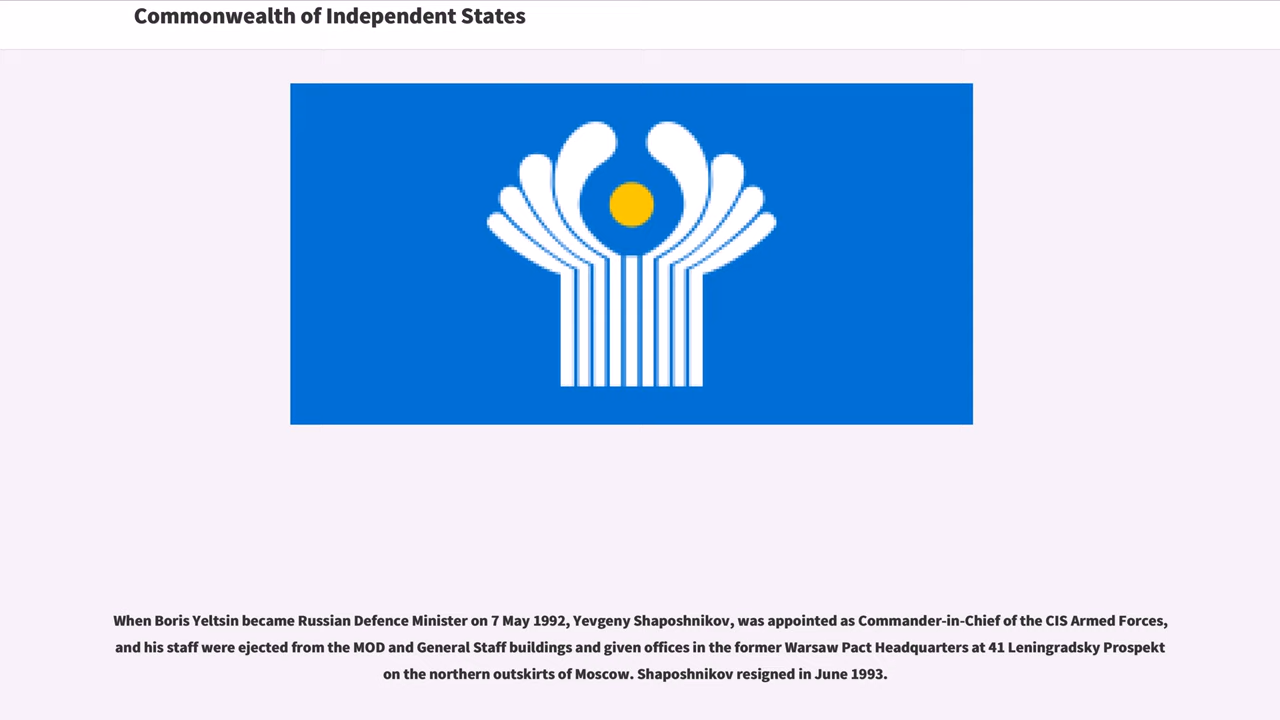 Commonwealth of Independent States
When Boris Yeltsin became Russian Defence Minister on 7 May 1992, Yevgeny Shaposhnikov, was appointed as Commander-in-Chief of the CIS Armed Forces,
and his staff were ejected from the MOD and General Staff buildings and given offices in the former Warsaw Pact Headquarters at 41 Leningradsky Prospekt
on the northern outskirts of Moscow. Shaposhnikov resigned in June 1993.